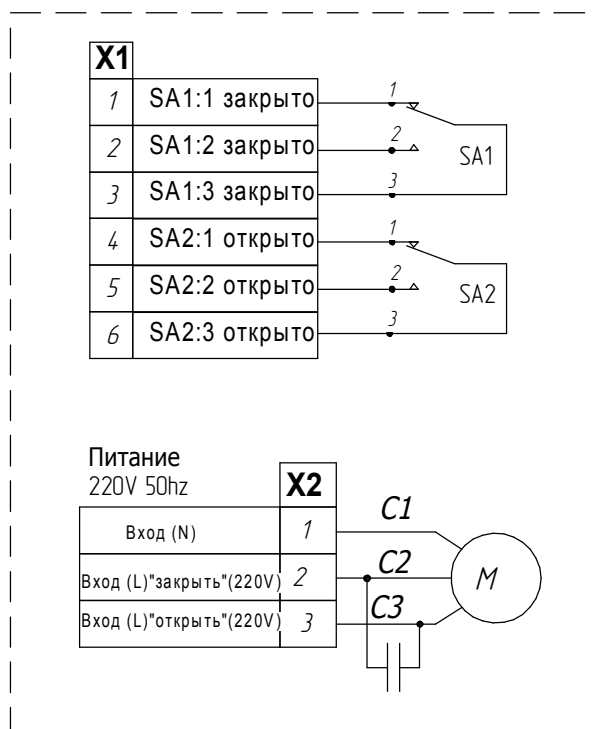 X1
1 SA1:1 закрыто 1
2 SA1:2 закрыто 2
SA1
3 SA1:3 закрыто 3
4 SA2:1 открыто 1
5 SA2:2 открыто 2
SA2
6 SA2:3 открыто 3
Питание
220V 50hz
X2
Вход (N) 1 C1
Вход (L)"закрыть"(220V) 2 C2
M
Вход (L)"открыть"(220V) 3 C3